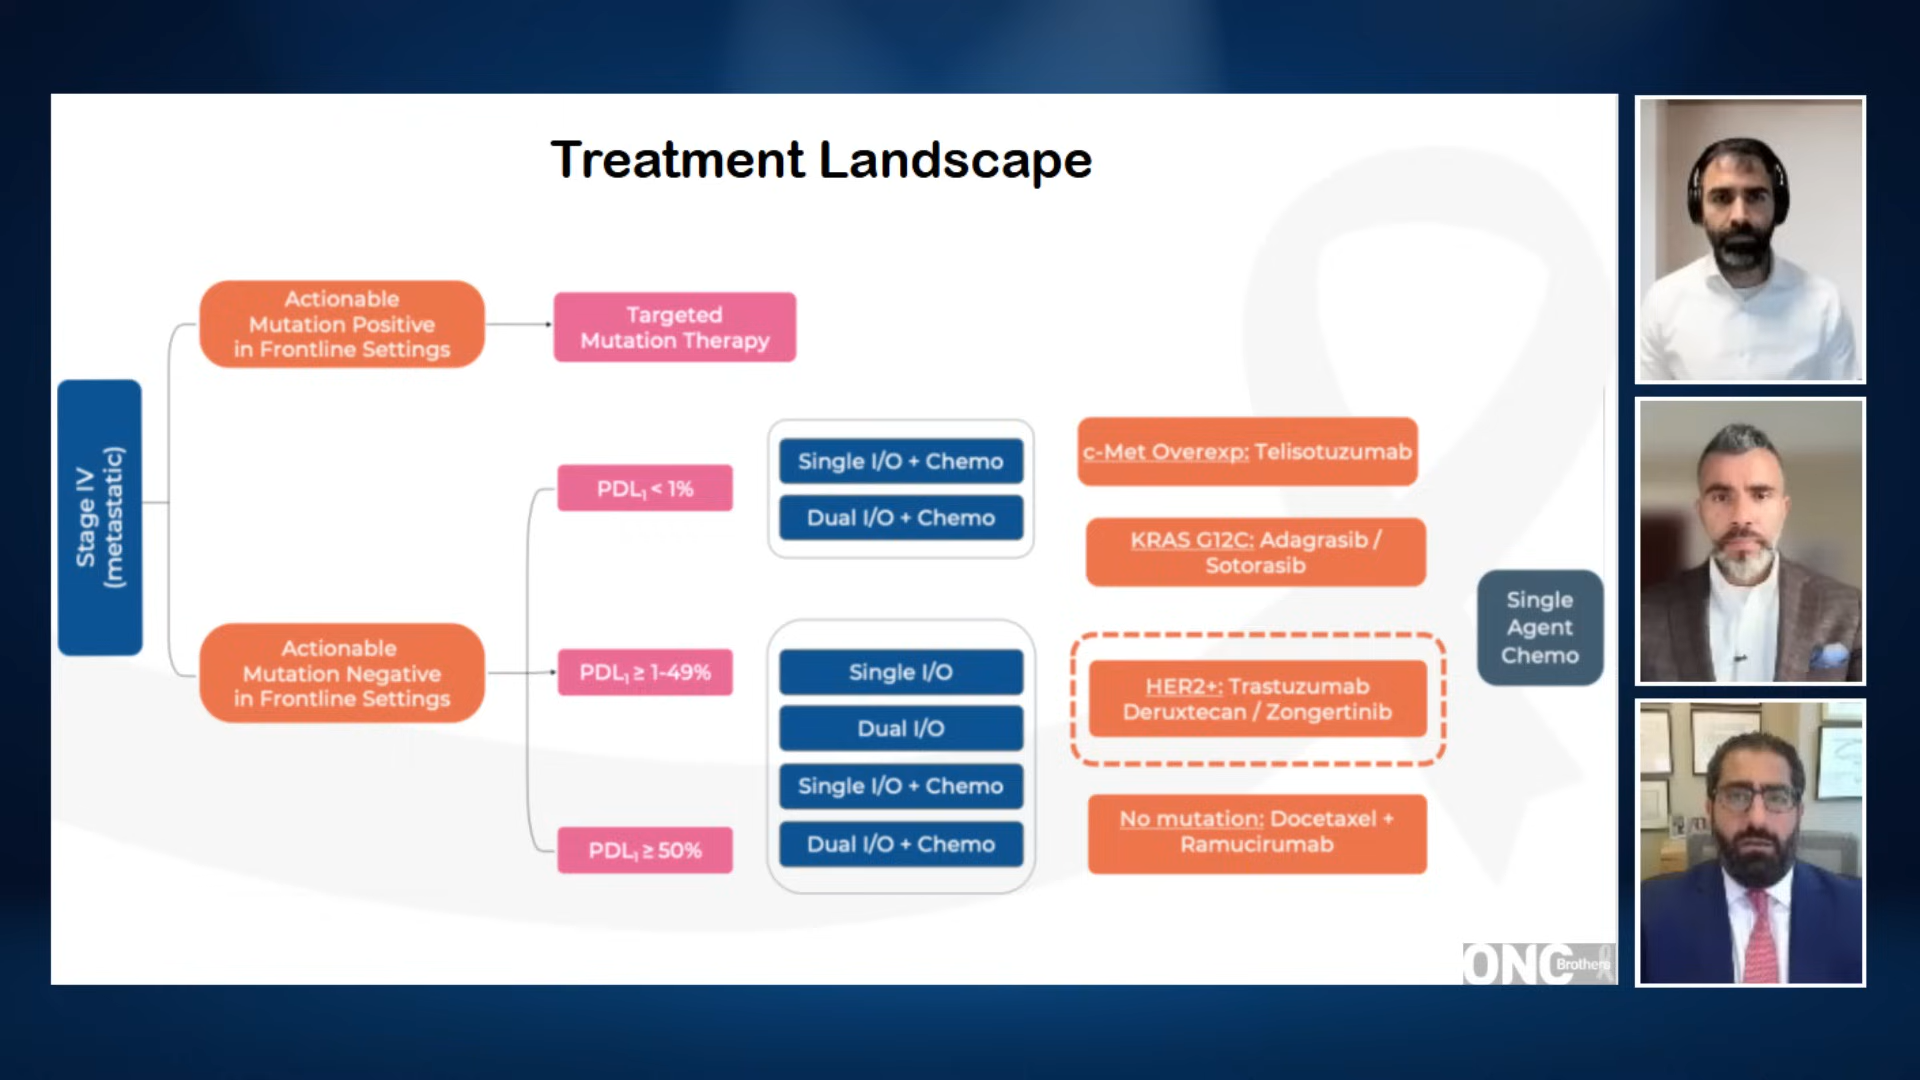 Treatment Landscape
Stage IV
(metastatic)
Actionable
Mutation Positive
in Frontline Settings
Targeted
Mutation Therapy
Actionable
Mutation Negative
in Frontline Settings
PDL₁ < 1%
PDL₁ ≥ 1-49%
PDL₁ ≥ 50%
Single I/O + Chemo
Dual I/O + Chemo
Single I/O
Dual I/O
Single I/O + Chemo
Dual I/O + Chemo
c-Met Overexp: Telisotuzumab
KRAS G12C: Adagrasib /
Sotorasib
HER2+: Trastuzumab
Deruxtecan / Zongertinib
No mutation: Docetaxel +
Ramucirumab
Single
Agent
Chemo
ONC
Brothers